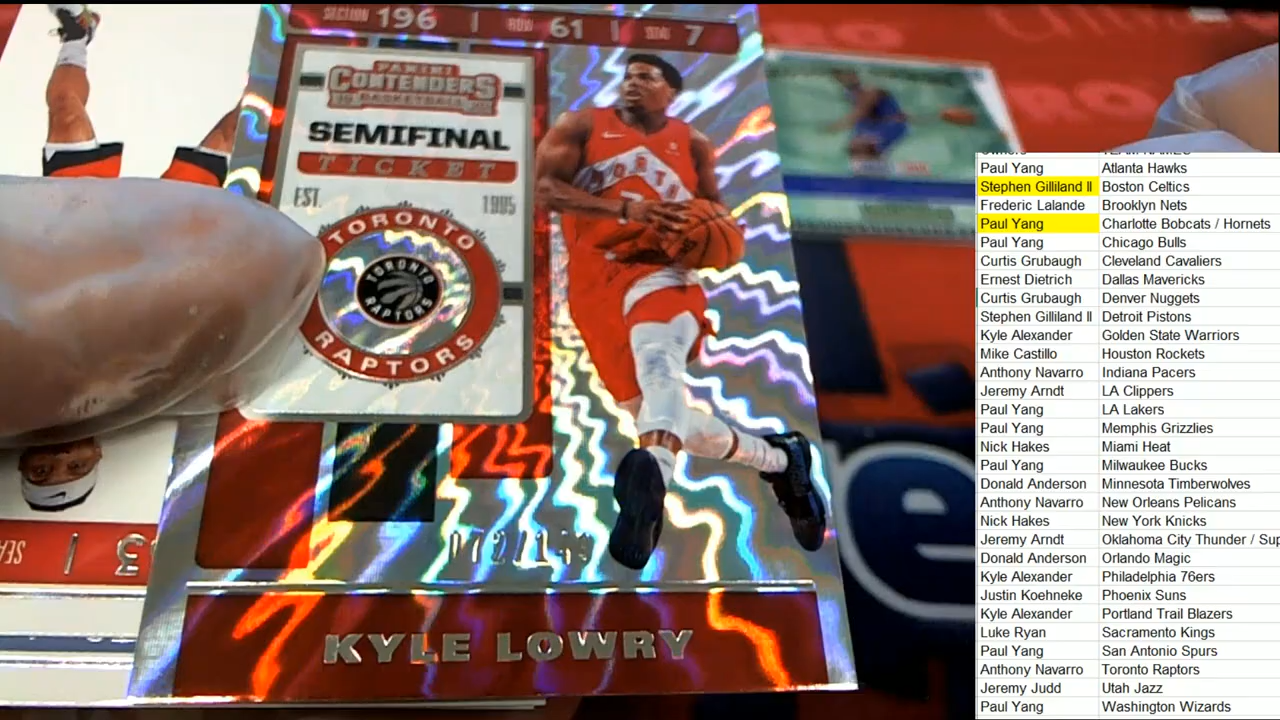 SECTION 196 | ROW 61 | SEAT 7
PANINI
CONTENDERS
BASKETBALL
SEMIFINAL
TICKET
EST. 1995
TORONTO
TORONTO
RAPTORS
RAPTORS
TORONTO
KYLE LOWRY
Paul Yang Atlanta Hawks
Stephen Gilliland II Boston Celtics
Frederic Lalande Brooklyn Nets
Paul Yang Charlotte Bobcats / Hornets
Paul Yang Chicago Bulls
Curtis Grubaugh Cleveland Cavaliers
Ernest Dietrich Dallas Mavericks
Curtis Grubaugh Denver Nuggets
Stephen Gilliland II Detroit Pistons
Kyle Alexander Golden State Warriors
Mike Castillo Houston Rockets
Anthony Navarro Indiana Pacers
Jeremy Arndt LA Clippers
Paul Yang LA Lakers
Paul Yang Memphis Grizzlies
Nick Hakes Miami Heat
Paul Yang Milwaukee Bucks
Donald Anderson Minnesota Timberwolves
Anthony Navarro New Orleans Pelicans
Nick Hakes New York Knicks
Jeremy Arndt Oklahoma City Thunder / Sup
Donald Anderson Orlando Magic
Kyle Alexander Philadelphia 76ers
Justin Koehneke Phoenix Suns
Kyle Alexander Portland Trail Blazers
Luke Ryan Sacramento Kings
Paul Yang San Antonio Spurs
Anthony Navarro Toronto Raptors
Jeremy Judd Utah Jazz
Paul Yang Washington Wizards